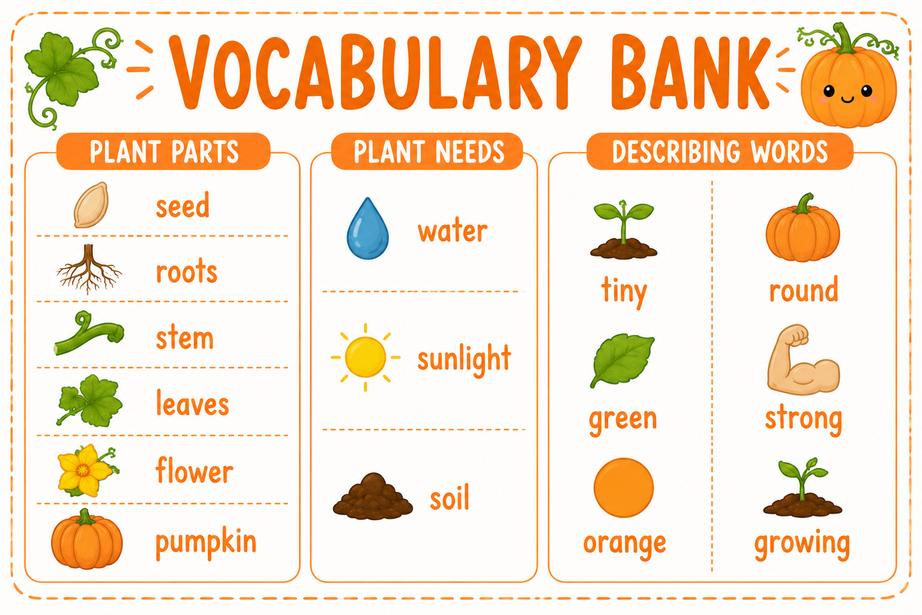 VOCABULARY BANK
PLANT PARTS
seed
roots
stem
leaves
flower
pumpkin
PLANT NEEDS
water
sunlight
soil
DESCRIBING WORDS
tiny
round
green
strong
orange
growing